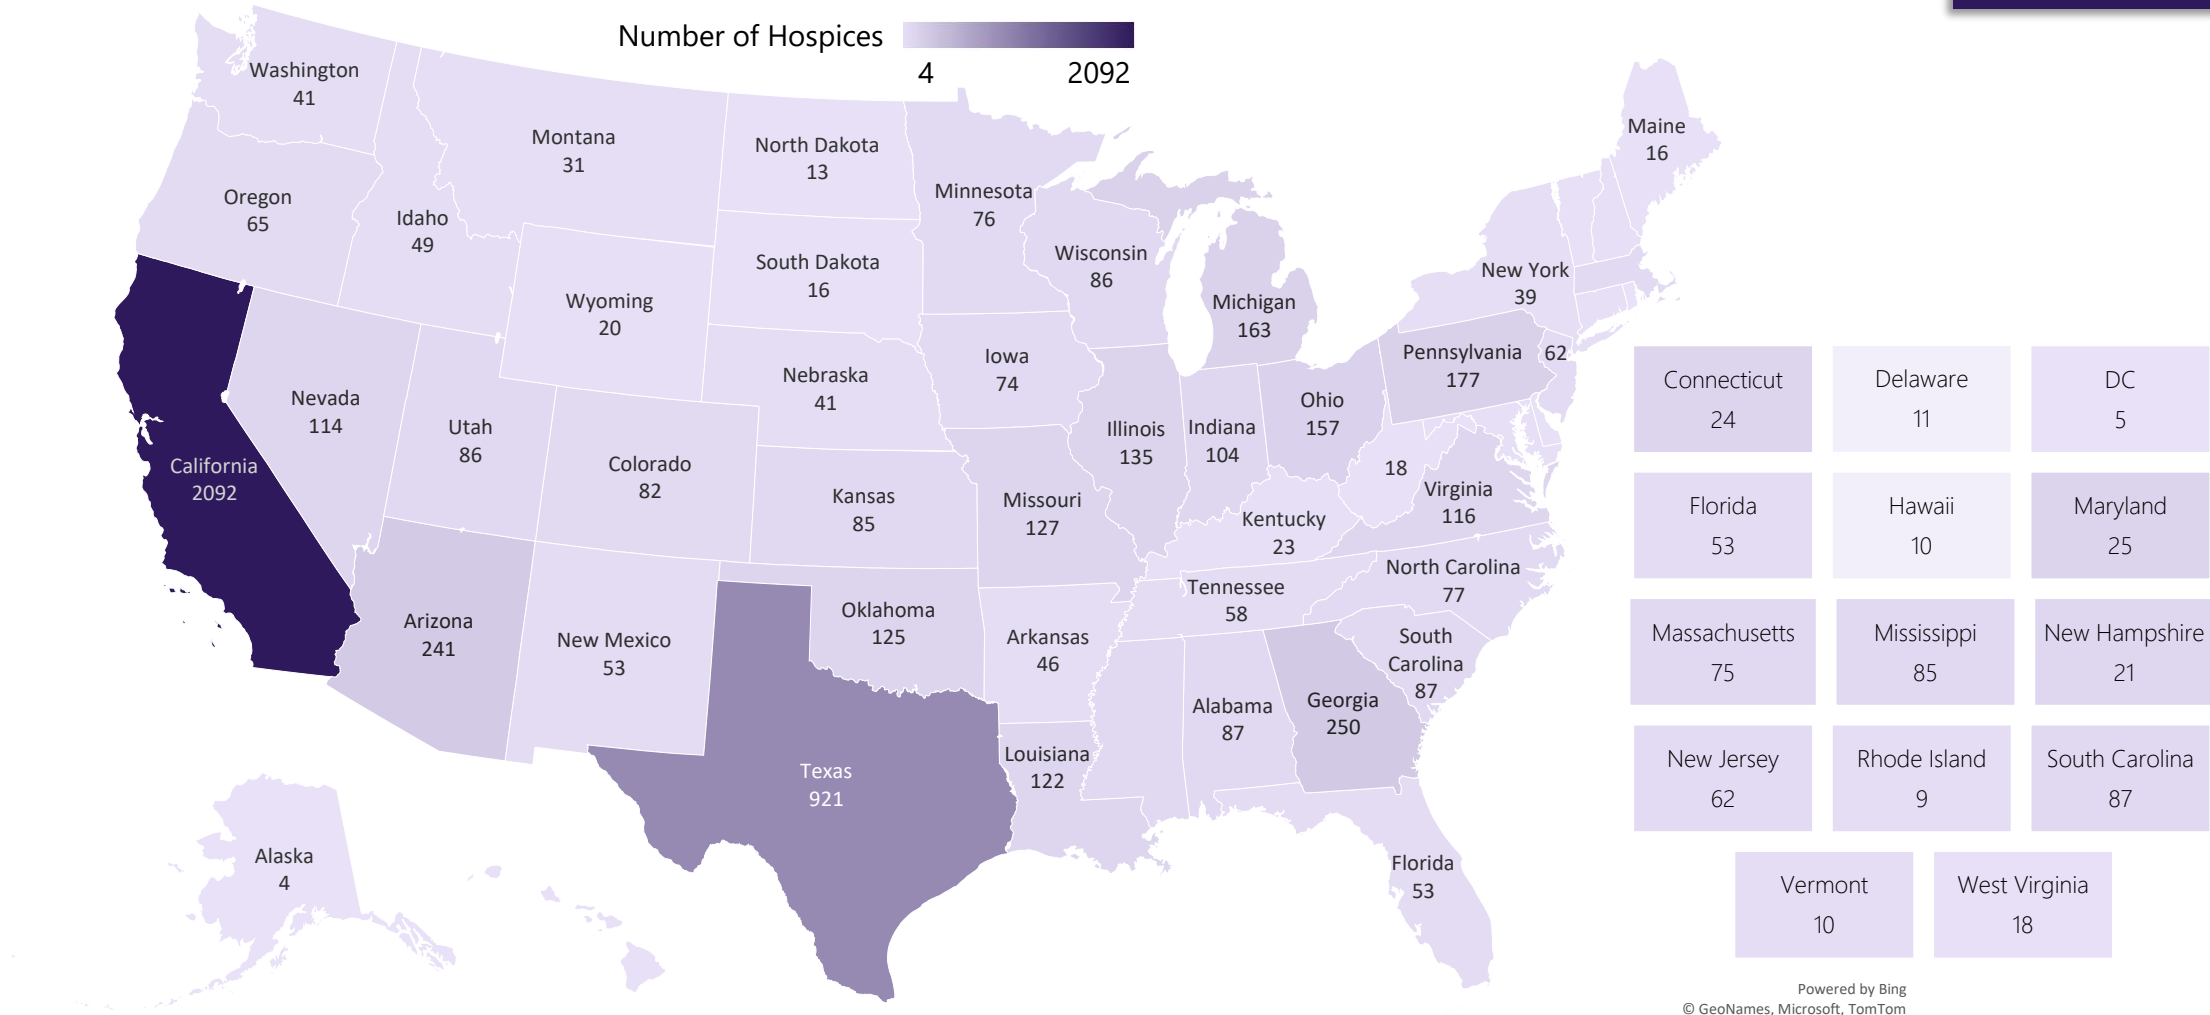 Number of Hospices
4 2092
Washington
41
Oregon
65
Idaho
49
Montana
31
North Dakota
13
South Dakota
16
Wyoming
20
Nebraska
41
Minnesota
76
Wisconsin
86
Michigan
163
Iowa
74
Maine
16
New York
39
Pennsylvania
177
62
California
2092
Nevada
114
Utah
86
Colorado
82
Kansas
85
Missouri
127
Illinois
135
Indiana
104
Ohio
157
18
Virginia
116
Kentucky
23
Tennessee
58
North Carolina
77
South
Carolina
87
Arizona
241
New Mexico
53
Oklahoma
125
Arkansas
46
Texas
921
Louisiana
122
Alabama
87
Georgia
250
Florida
53
Alaska
4
Connecticut
24
Delaware
11
DC
5
Florida
53
Hawaii
10
Maryland
25
Massachusetts
75
Mississippi
85
New Hampshire
21
New Jersey
62
Rhode Island
9
South Carolina
87
Vermont
10
West Virginia
18
Powered by Bing
© GeoNames, Microsoft, TomTom